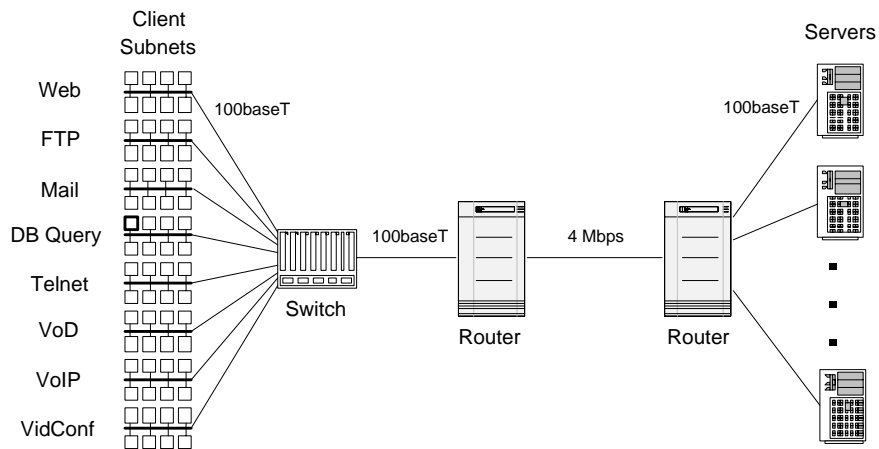 Client
Subnets
Servers
Web
100baseT
100baseT
FTP
Mail
DB Query
100baseT
4 Mbps
Telnet
Switch
VoD
Router
Router
VoIP
VidConf